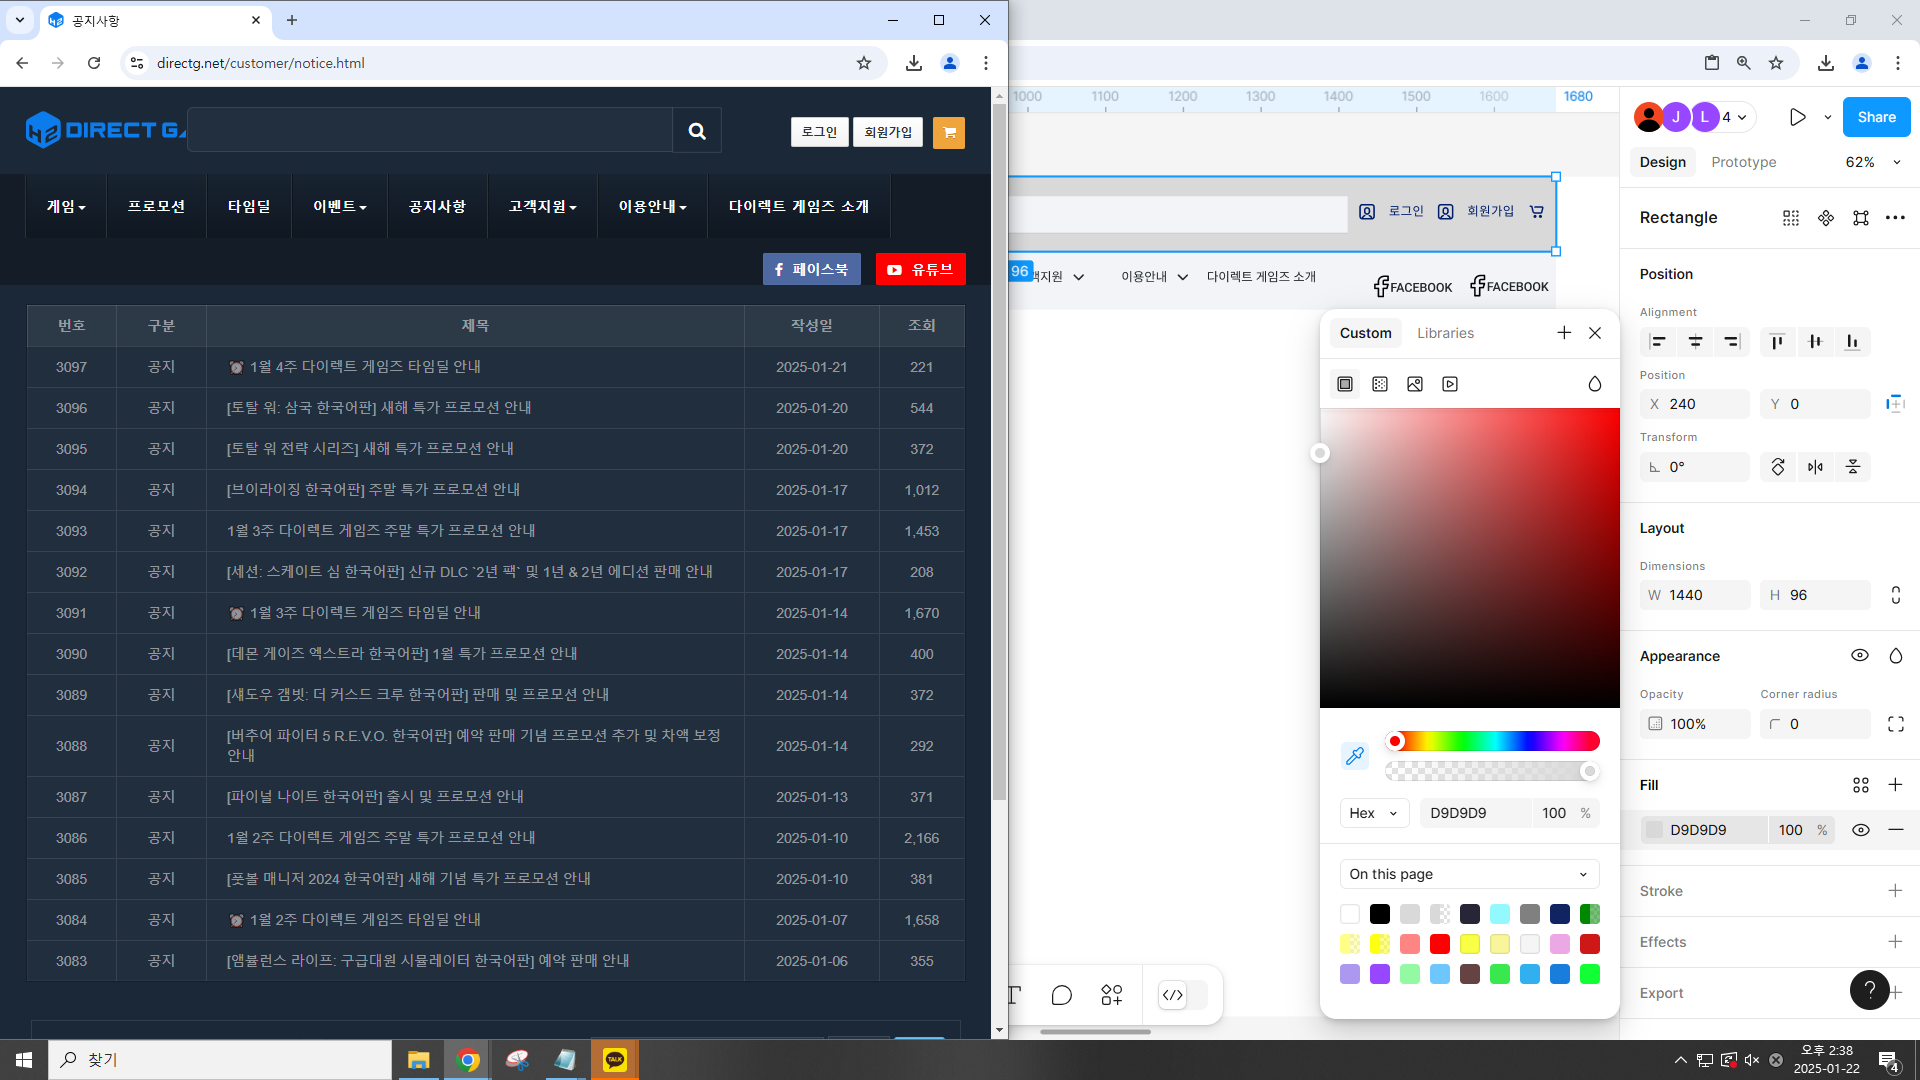 공지사항
directg.net/customer/notice.html
DIRECT G
로그인
회원가입
게임
프로모션
타임딜
이벤트
공지사항
고객지원
이용안내
다이렉트 게임즈 소개
페이스북
유튜브
번호 구분 제목 작성일 조회
3097 공지 ⏰ 1월 4주 다이렉트 게임즈 타임딜 안내 2025-01-21 221
3096 공지 [토탈 워: 삼국 한국어판] 새해 특가 프로모션 안내 2025-01-20 544
3095 공지 [토탈 워 전략 시리즈] 새해 특가 프로모션 안내 2025-01-20 372
3094 공지 [브이라이징 한국어판] 주말 특가 프로모션 안내 2025-01-17 1,012
3093 공지 1월 3주 다이렉트 게임즈 주말 특가 프로모션 안내 2025-01-17 1,453
3092 공지 [세션: 스케이트 심 한국어판] 신규 DLC `2년 팩` 및 1년 & 2년 에디션 판매 안내 2025-01-17 208
3091 공지 ⏰ 1월 3주 다이렉트 게임즈 타임딜 안내 2025-01-14 1,670
3090 공지 [데몬 게이즈 엑스트라 한국어판] 1월 특가 프로모션 안내 2025-01-14 400
3089 공지 [섀도우 갬빗: 더 커스드 크루 한국어판] 판매 및 프로모션 안내 2025-01-14 372
3088 공지 [버추어 파이터 5 R.E.V.O. 한국어판] 예약 판매 기념 프로모션 추가 및 차액 보정
안내 2025-01-14 292
3087 공지 [파이널 나이트 한국어판] 출시 및 프로모션 안내 2025-01-13 371
3086 공지 1월 2주 다이렉트 게임즈 주말 특가 프로모션 안내 2025-01-10 2,166
3085 공지 [풋볼 매니저 2024 한국어판] 새해 기념 특가 프로모션 안내 2025-01-10 381
3084 공지 ⏰ 1월 2주 다이렉트 게임즈 타임딜 안내 2025-01-07 1,658
3083 공지 [앰뷸런스 라이프: 구급대원 시뮬레이터 한국어판] 예약 판매 안내 2025-01-06 355
1000 1100 1200 1300 1400 1500 1600 1680
로그인 회원가입
96 객지원 이용안내 다이렉트 게임즈 소개 FACEBOOK FACEBOOK
Custom Libraries
Hex D9D9D9 100 %
On this page
J L 4 Share
Design Prototype 62%
Rectangle
Position
Alignment
Position
X 240 Y 0
Transform
0°
Layout
Dimensions
W 1440 H 96
Appearance
Opacity Corner radius
100% 0
Fill
D9D9D9 100 %
Stroke
Effects
Export
?
찾기
TALK
오후 2:38
2025-01-22
4